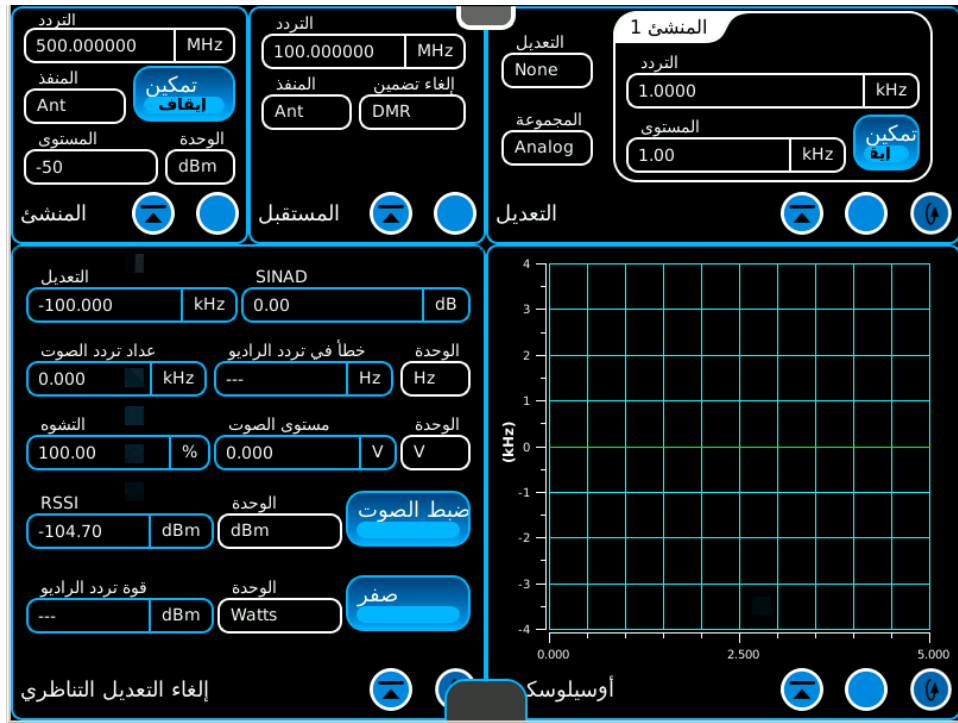 التردد
500.000000 MHz
المنفذ
Ant
تمكين
إيقاف
المستوى
-50
الوحدة
dBm
المنشئ
التردد
100.000000 MHz
المنفذ
Ant
إلغاء تضمين
DMR
المستقبل
التعديل
None
المجموعة
Analog
المنشئ 1
التردد
1.0000 kHz
المستوى
1.00 kHz
تمكين
التعديل
التعديل
-100.000 kHz
SINAD
0.00 dB
عداد تردد الصوت
0.000 kHz
خطأ في تردد الراديو
--- Hz
الوحدة
Hz
التشوه
100.00 %
مستوى الصوت
0.000 V
الوحدة
V
RSSI
-104.70 dBm
الوحدة
dBm
ضبط الصوت
قوة تردد الراديو
--- dBm
الوحدة
Watts
صفر
إلغاء التعديل التناظري
4
3
2
1
0
-1
-2
-3
-4
(kHz)
0.000 2.500 5.000